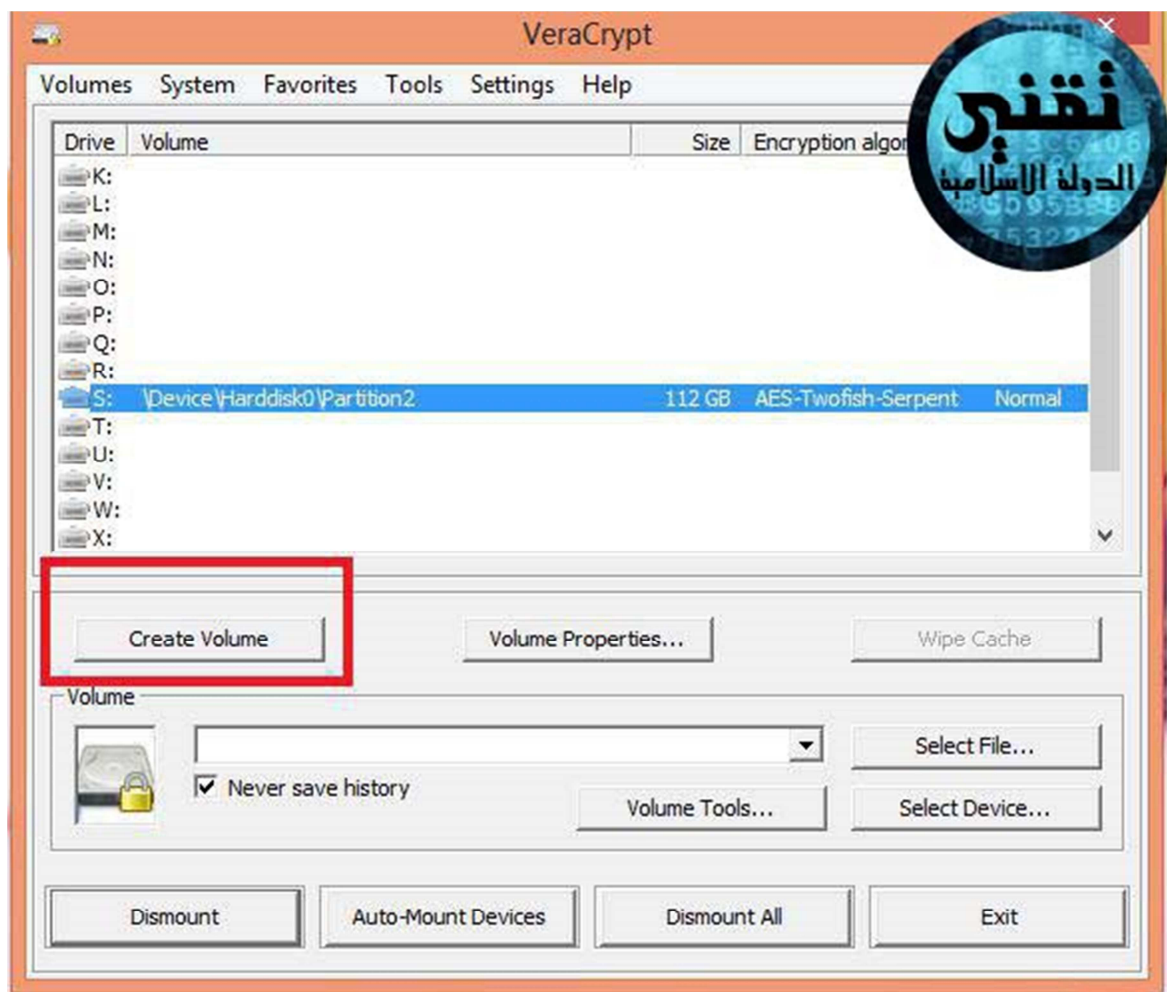 VeraCrypt
Volumes System Favorites Tools Settings Help
تقني
الدولة الاسلامية
Drive Volume Size Encryption algor
K:
L:
M:
N:
O:
P:
Q:
R:
S: \Device\Harddisk0\Partition2 112 GB AES-Twofish-Serpent Normal
T:
U:
V:
W:
X:
Create Volume Volume Properties... Wipe Cache
Volume
Select File...
Never save history
Volume Tools... Select Device...
Dismount Auto-Mount Devices Dismount All Exit